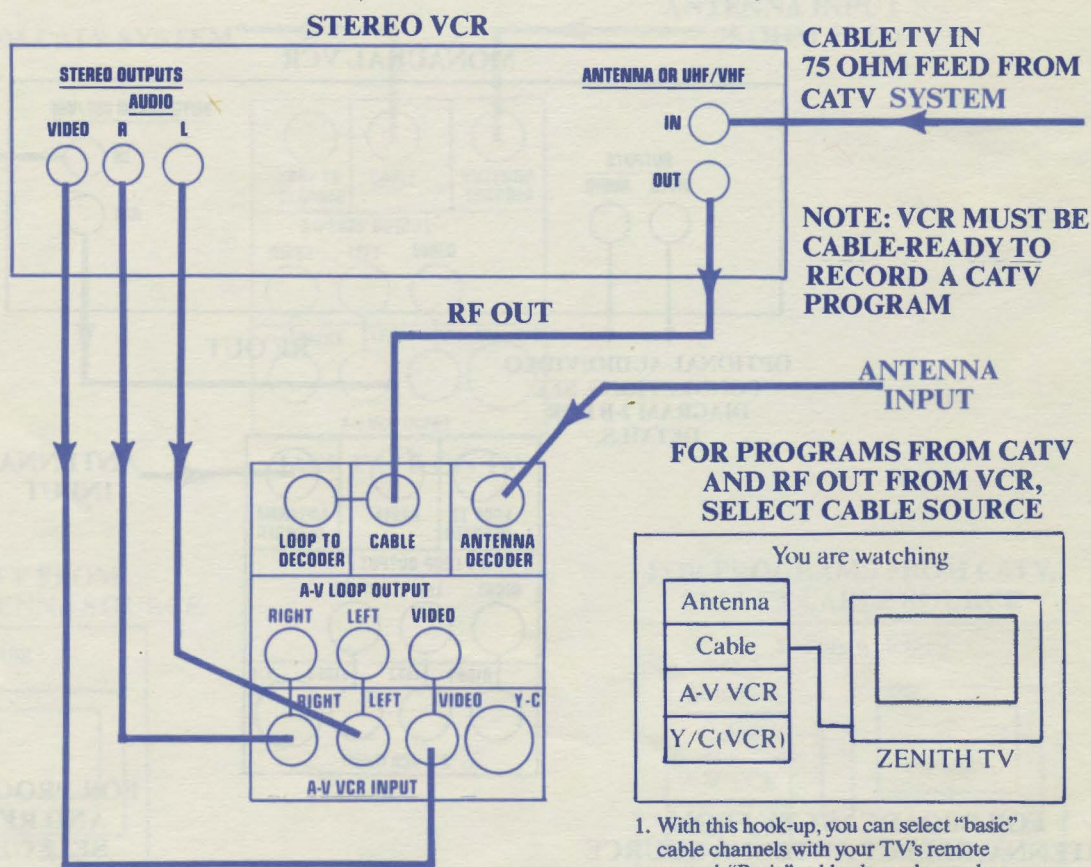 STEREO VCR
STEREO OUTPUTS
AUDIO
VIDEO R L
ANTENNA OR UHF/VHF
IN
OUT
CABLE TV IN
75 OHM FEED FROM
CATV SYSTEM
NOTE: VCR MUST BE
CABLE-READY TO
RECORD A CATV
PROGRAM
RF OUT
ANTENNA
INPUT
LOOP TO
DECODER
CABLE
ANTENNA
DECODER
A-V LOOP OUTPUT
RIGHT LEFT VIDEO
RIGHT LEFT VIDEO Y-C
A-V VCR INPUT
FOR PROGRAMS FROM CATV
AND RF OUT FROM VCR,
SELECT CABLE SOURCE
You are watching
Antenna
Cable
A-V VCR
Y/C(VCR)
ZENITH TV
1. With this hook-up, you can select "basic"
cable channels with your TV's remote